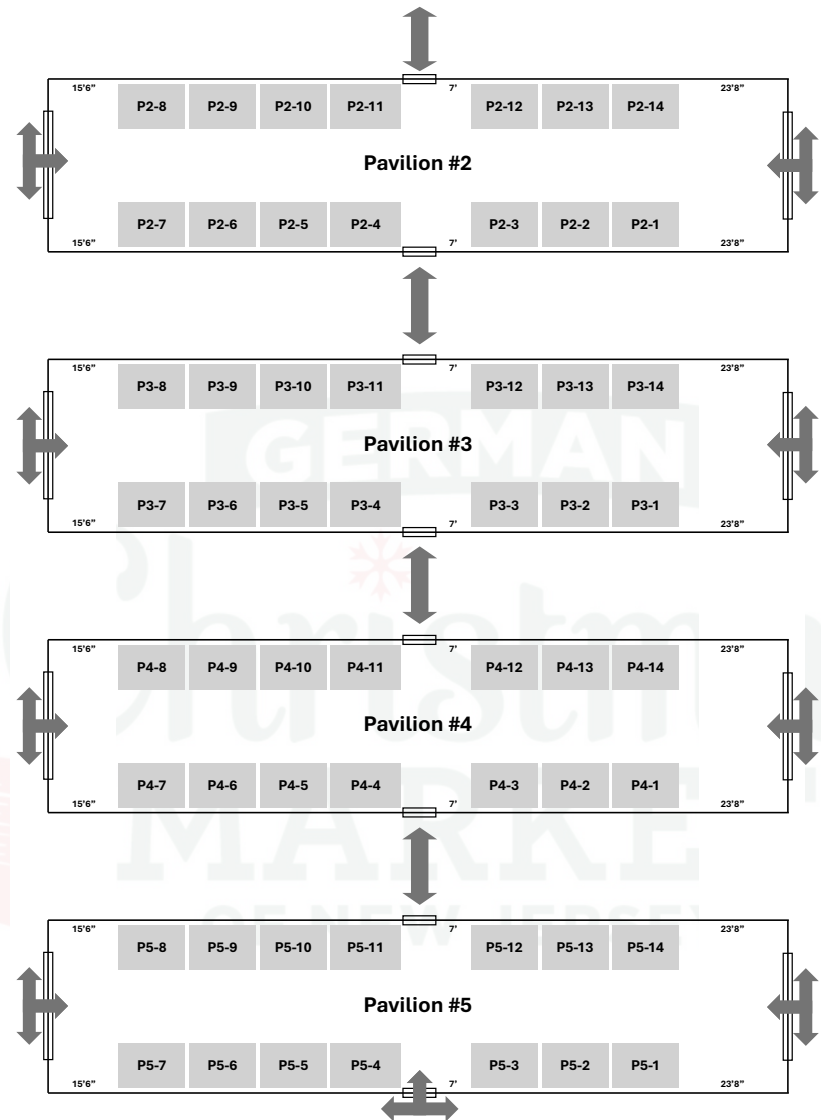 15'6" 7' 23'8"
P2-8 P2-9 P2-10 P2-11 P2-12 P2-13 P2-14
Pavilion #2
P2-7 P2-6 P2-5 P2-4 P2-3 P2-2 P2-1
15'6" 7' 23'8"
15'6" 7' 23'8"
P3-8 P3-9 P3-10 P3-11 P3-12 P3-13 P3-14
GERMAN
Pavilion #3
P3-7 P3-6 P3-5 P3-4 P3-3 P3-2 P3-1
15'6" 7' 23'8"
Christm
15'6" 7' 23'8"
P4-8 P4-9 P4-10 P4-11 P4-12 P4-13 P4-14
Pavilion #4
P4-7 P4-6 P4-5 P4-4 P4-3 P4-2 P4-1
15'6" 7' 23'8"
MARKE
OF NEW JERSEY
15'6" 7' 23'8"
P5-8 P5-9 P5-10 P5-11 P5-12 P5-13 P5-14
Pavilion #5
P5-7 P5-6 P5-5 P5-4 P5-3 P5-2 P5-1
15'6" 7' 23'8"